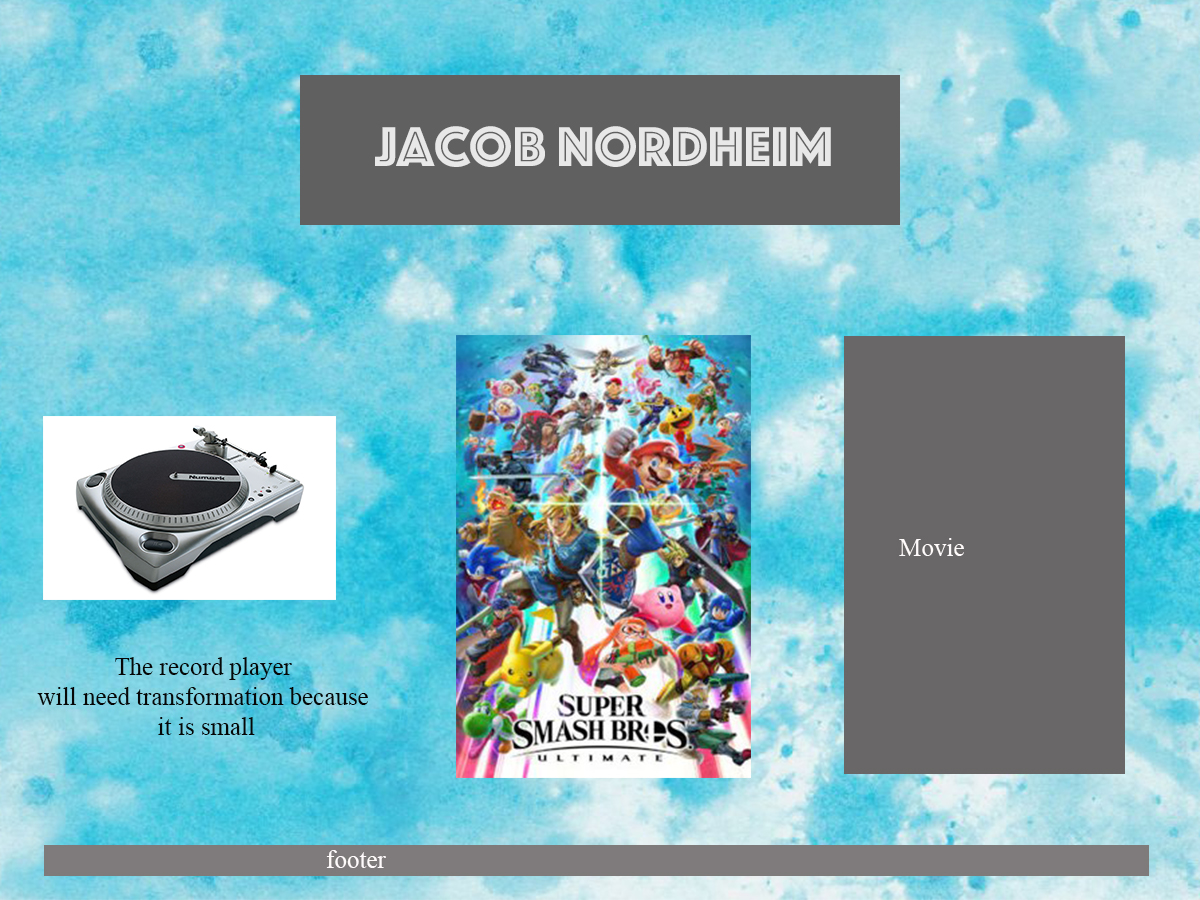 JACOB NORDHEIM
Numark
The record player
will need transformation because
it is small
SUPER
SMASH BROS.
ULTIMATE
Movie
footer